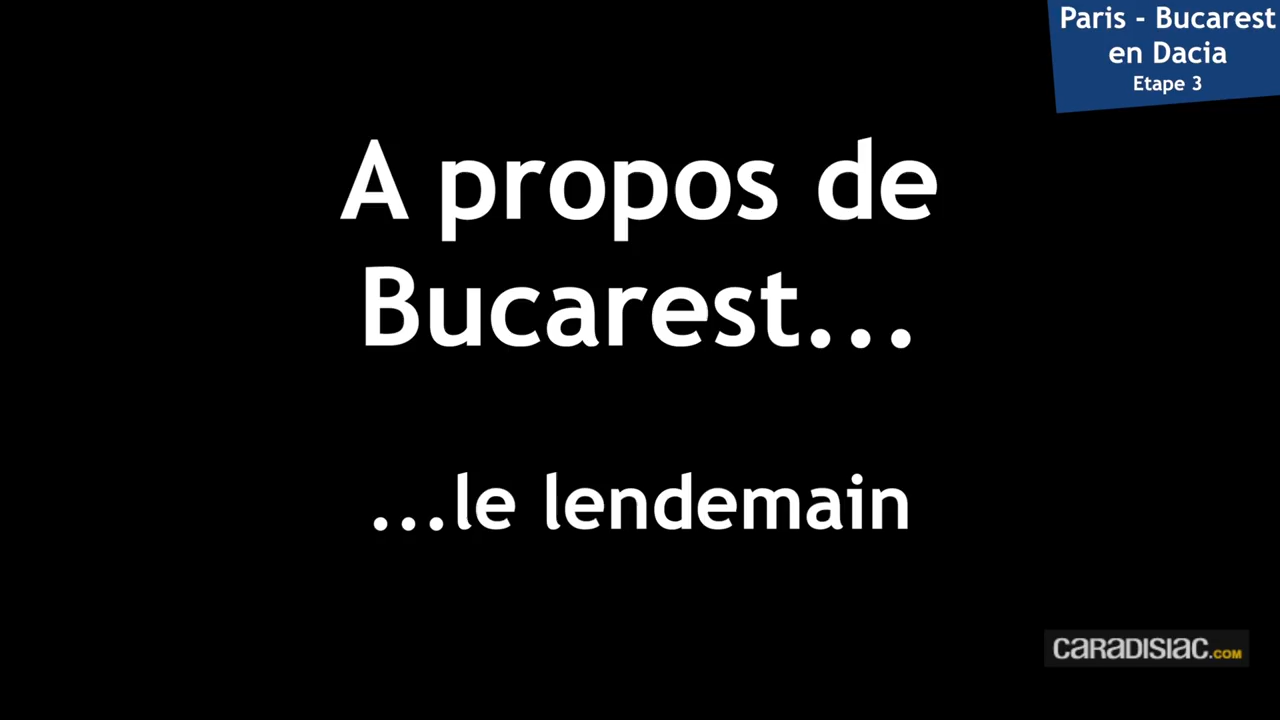 Paris - Bucarest
en Dacia
Etape 3
A propos de
Bucarest...
...le lendemain
CARADISIAC.COM